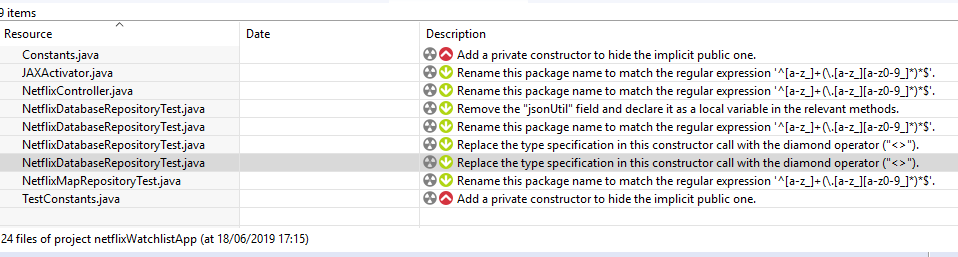 9 items
Resource Date Description
Constants.java Add a private constructor to hide the implicit public one.
JAXActivator.java Rename this package name to match the regular expression '^[a-z_]+(\.[a-z_][a-z0-9_]*)*$'.
NetflixController.java Rename this package name to match the regular expression '^[a-z_]+(\.[a-z_][a-z0-9_]*)*$'.
NetflixDatabaseRepositoryTest.java Remove the "jsonUtil" field and declare it as a local variable in the relevant methods.
NetflixDatabaseRepositoryTest.java Rename this package name to match the regular expression '^[a-z_]+(\.[a-z_][a-z0-9_]*)*$'.
NetflixDatabaseRepositoryTest.java Replace the type specification in this constructor call with the diamond operator ("<>").
NetflixDatabaseRepositoryTest.java Replace the type specification in this constructor call with the diamond operator ("<>").
NetflixMapRepositoryTest.java Rename this package name to match the regular expression '^[a-z_]+(\.[a-z_][a-z0-9_]*)*$'.
TestConstants.java Add a private constructor to hide the implicit public one.
24 files of project netflixWatchlistApp (at 18/06/2019 17:15)